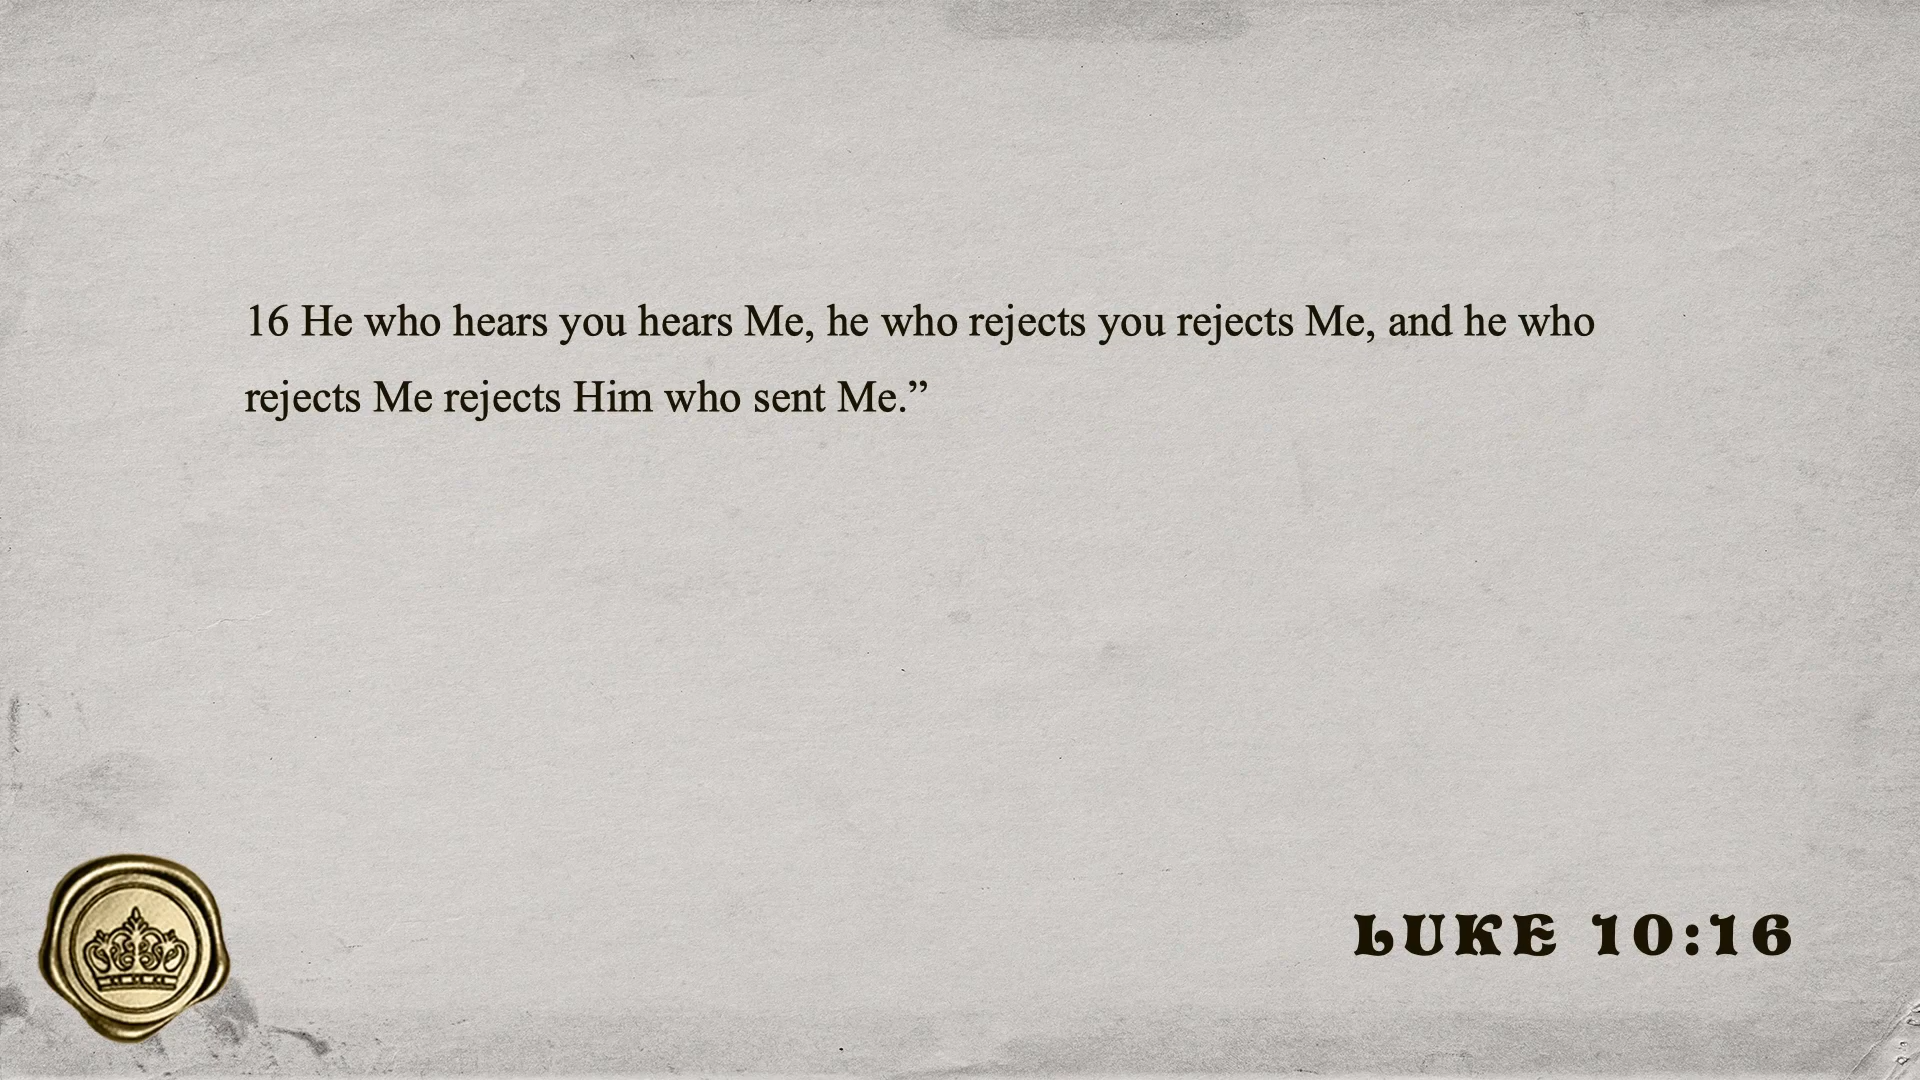 16 He who hears you hears Me, he who rejects you rejects Me, and he who
rejects Me rejects Him who sent Me.”
LUKE 10:16